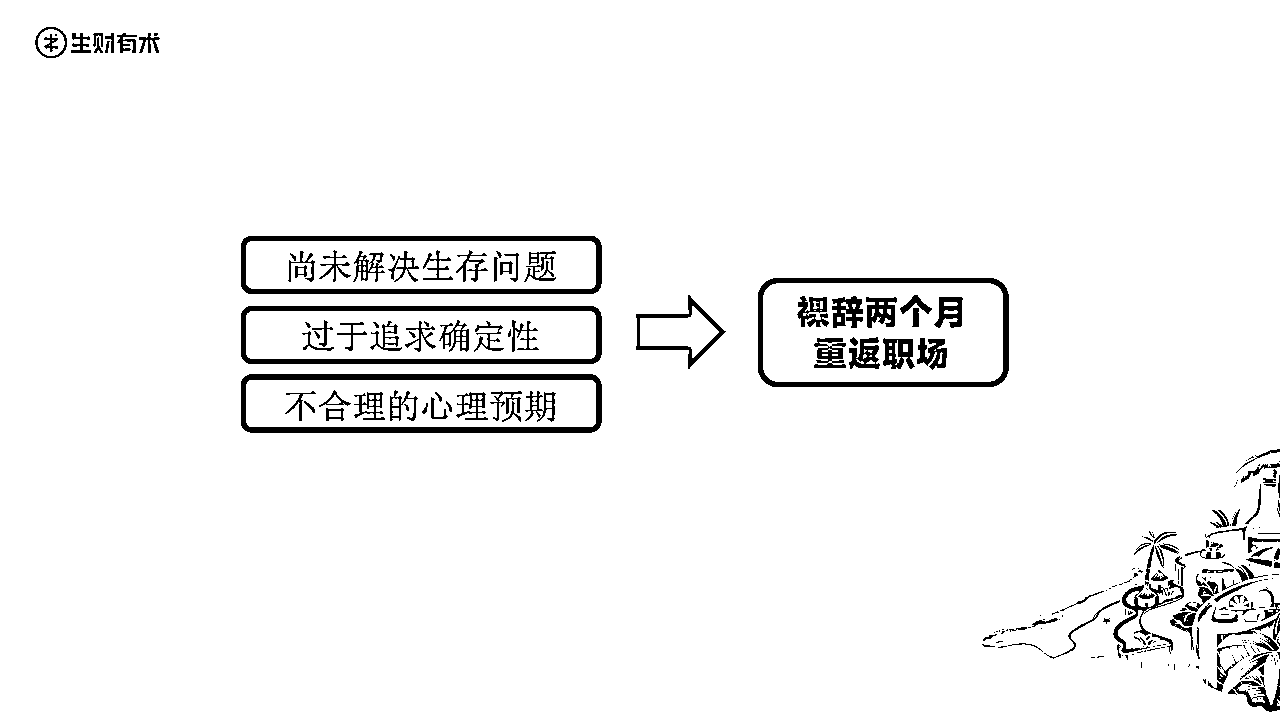 生财有术
尚未解决生存问题
过于追求确定性
不合理的心理预期
裸辞两个月
重返职场